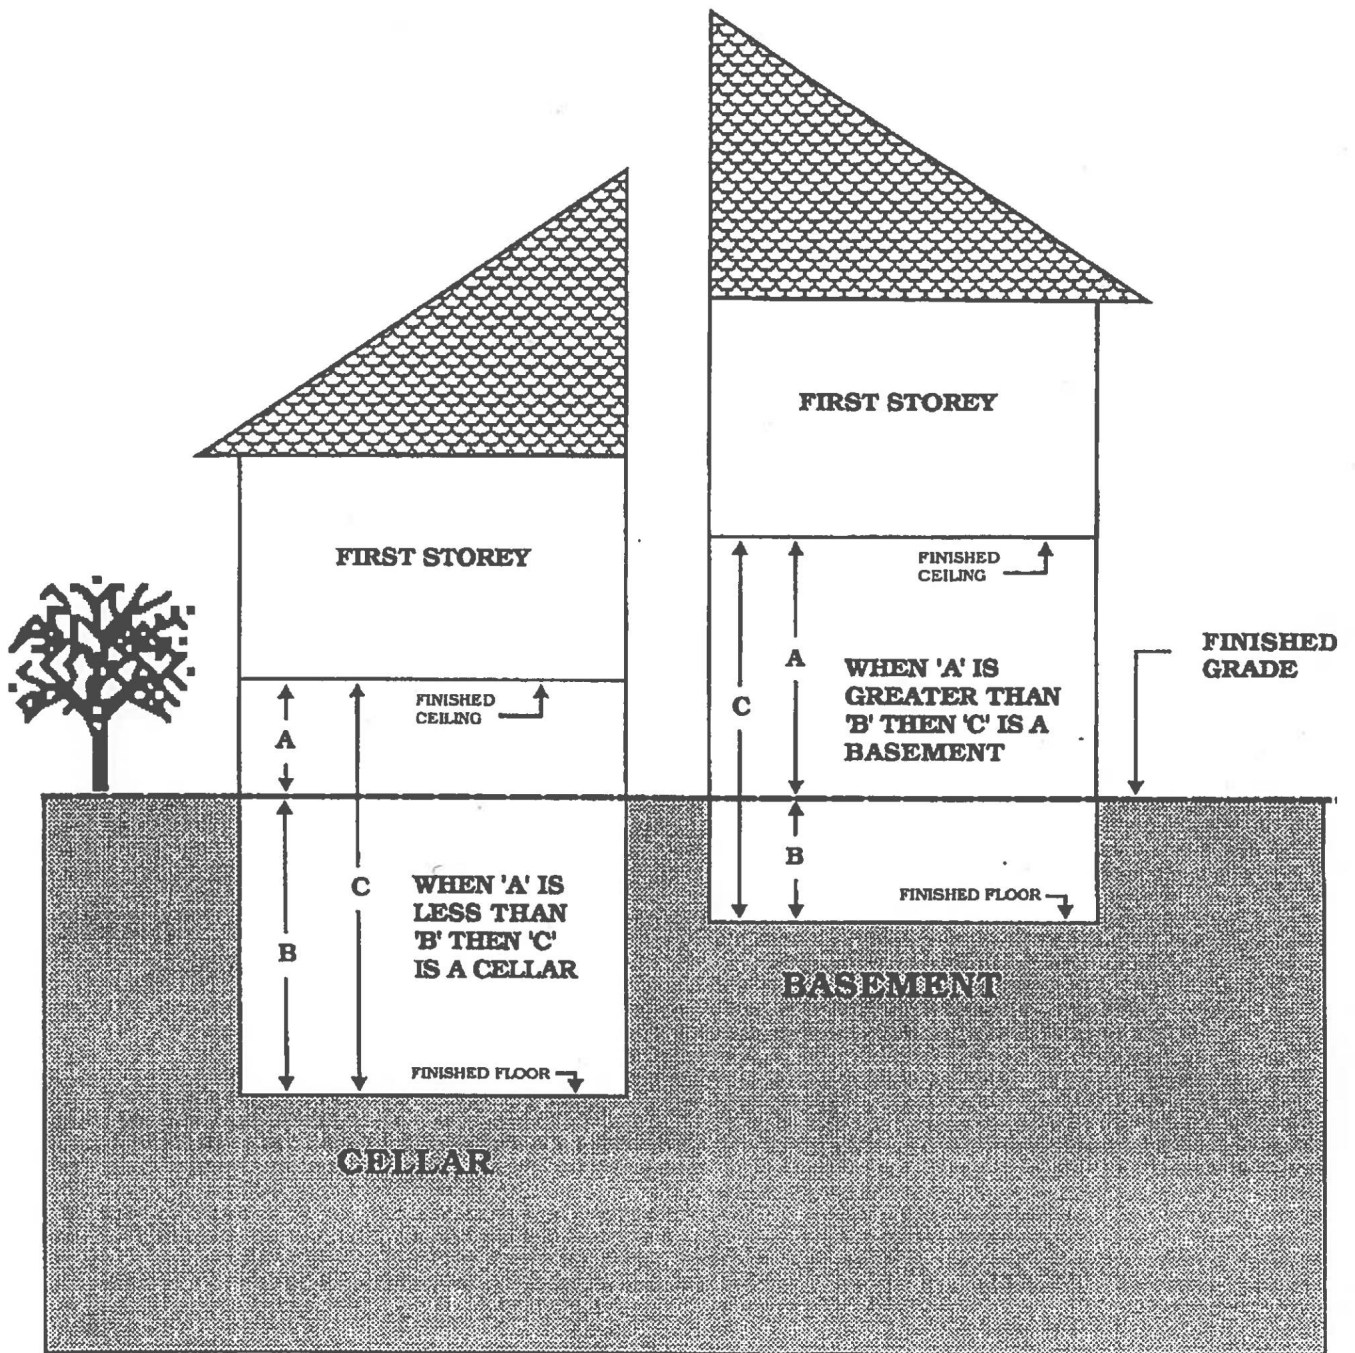 FIRST STOREY
FINISHED
CEILING
A
C
B
WHEN 'A' IS
LESS THAN
'B' THEN 'C'
IS A CELLAR
FINISHED FLOOR
CELLAR
FIRST STOREY
FINISHED
CEILING
A
C
WHEN 'A' IS
GREATER THAN
'B' THEN 'C' IS A
BASEMENT
B
FINISHED FLOOR
BASEMENT
FINISHED
GRADE